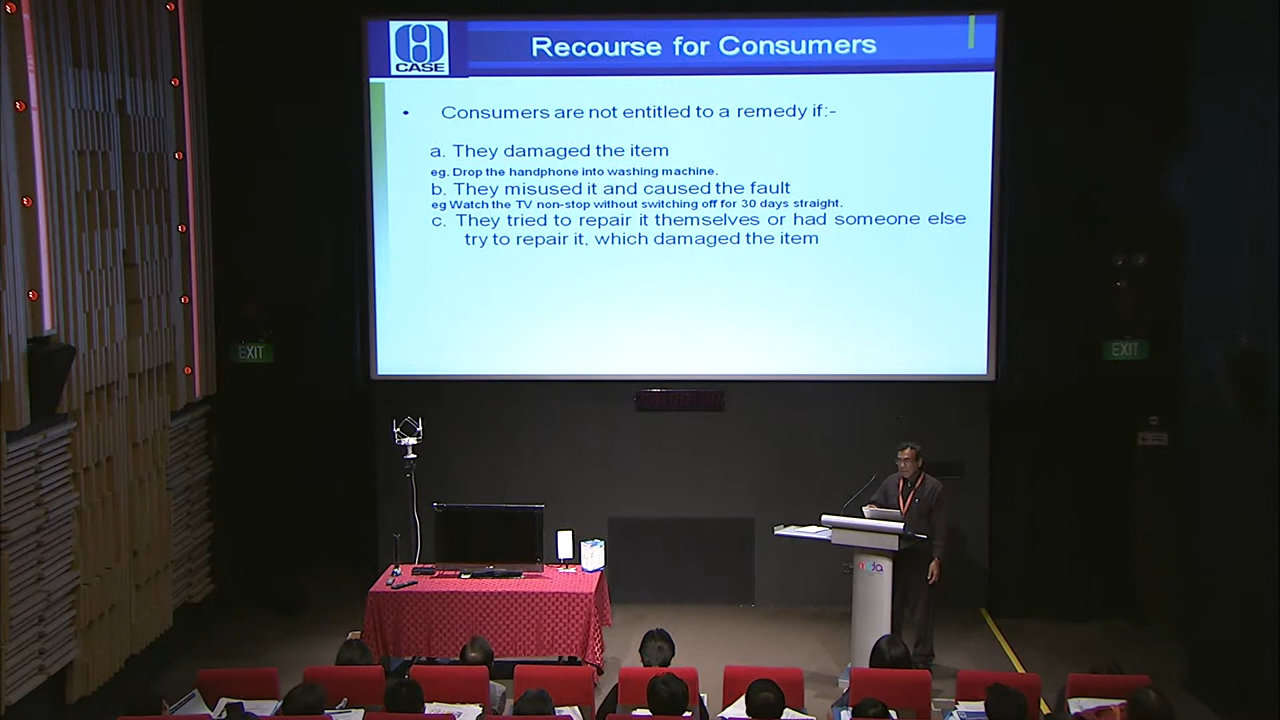 CASE
Recourse for Consumers
• Consumers are not entitled to a remedy if:-
a. They damaged the item
eg. Drop the handphone into washing machine.
b. They misused it and caused the fault
eg Watch the TV non-stop without switching off for 30 days straight.
c. They tried to repair it themselves or had someone else
try to repair it, which damaged the item
EXIT
EXIT